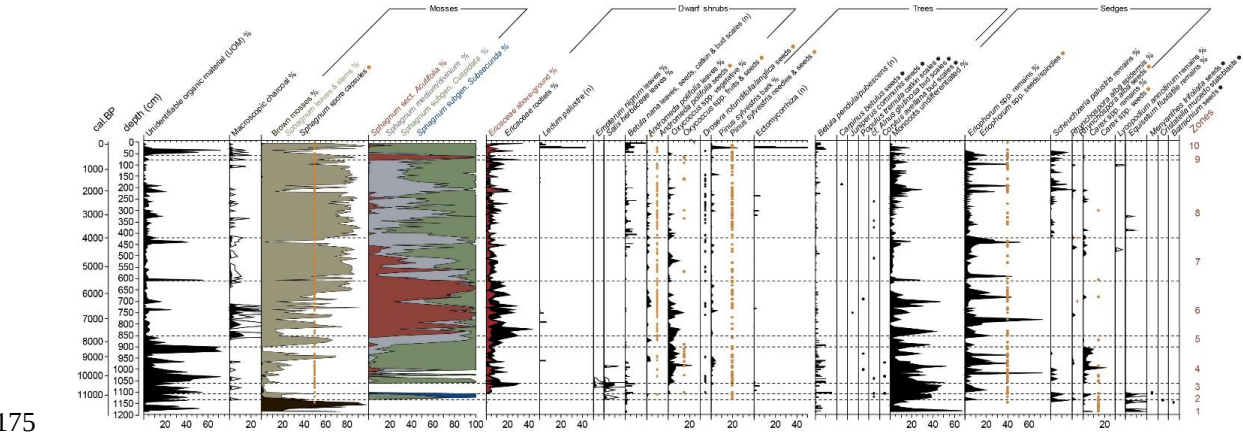 Mosses
Dwarf shrubs
Trees
Sedges
cal BP
depth (cm)
Unidentifiable organic material (UOM) %
Macroscopic charcoal %
Brown mosses %
Sphagnum leaves & stems %
Sphagnum spore capsules
Sphagnum sect. Acutifolia %
Sphagnum medium/divinium %
Sphagnum subgen. Cuspidata %
Sphagnum subgen. Subsecunda %
Ericaceae above-ground %
Ericaceae rootlets %
Ledum palustre (n)
Empetrum nigrum leaves %
Salix herbaceae leaves %
Betula nana leaves, seeds, catkin & bud scales (n)
Andromeda polifolia leaves %
Andromeda polifolia seeds
Oxycoccus spp. vegetative %
Oxycoccus spp. fruits & seeds
Drosera rotundifolia/anglica seeds
Pinus sylvestris bark %
Pinus sylvestris needles & seeds
Ectomycorrhiza (n)
Betula pendula/pubescens (n)
Carpinus betulus seeds
Populus tremula catkin scales
cf. Alnus glutinosa bud scales
Corylus avellana bud scales
Monocots undifferentiated %
Eriophorum spp. remains %
Eriophorum spp. seeds/spindles
Scheuchzeria palustris remains %
Rhynchospora alba epidermis %
Rhynchospora alba seeds
Carex spp. remains %
Carex spp. seeds
Equisetum fluviatile remains %
Menyanthes trifoliata seeds
Cristatella mucedo statoblasts
Batrachium seeds
Zones
0
1000
2000
3000
4000
5000
6000
7000
8000
9000
10000
11000
0
50
100
150
200
250
300
350
400
450
500
550
600
650
700
750
800
850
900
950
1000
1050
1100
1150
1200
10
9
8
7
6
5
4
3
2
1
175
20 40 60 20 20 40 60 80 20 40 60 80 100 20 40 20 40 20 20 20 40 20 40 60 20 40 60 20